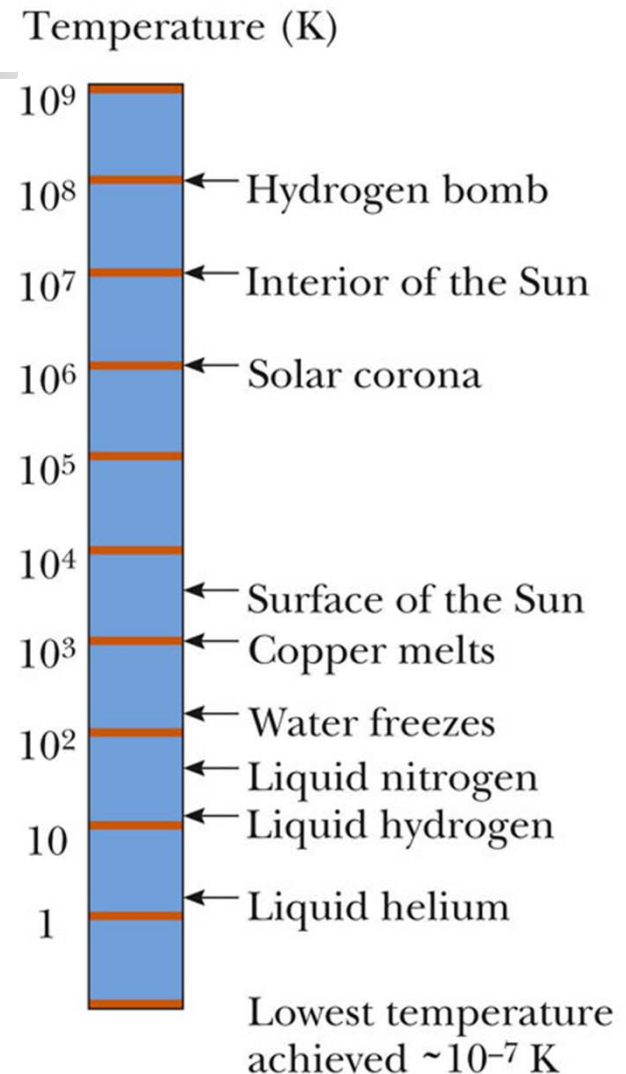 Temperature (K)
10⁹
10⁸
Hydrogen bomb
10⁷
Interior of the Sun
10⁶
Solar corona
10⁵
10⁴
Surface of the Sun
10³
Copper melts
Water freezes
10²
Liquid nitrogen
Liquid hydrogen
10
Liquid helium
1
Lowest temperature
achieved ~10⁻⁷ K